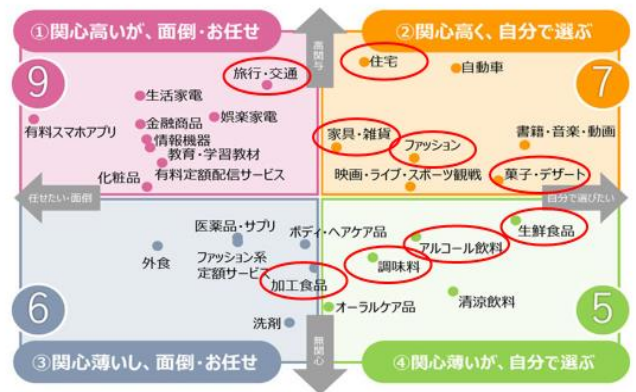 ①関心高いが、面倒・お任せ
②関心高く、自分で選ぶ
高関与
9
旅行・交通
生活家電
娯楽家電
有料スマホアプリ
金融商品
情報機器
教育・学習教材
有料定額配信サービス
化粧品
住宅
自動車
7
家具・雑貨
ファッション
書籍・音楽・動画
映画・ライブ・スポーツ観戦
菓子・デザート
任せたい・面倒
自分で選びたい
医薬品・サプリ
ボディ・ヘアケア品
外食
ファッション系
定額サービス
加工食品
洗剤
6
生鮮食品
アルコール飲料
調味料
清涼飲料
オーラルケア品
5
無関心
③関心薄いし、面倒・お任せ
④関心薄いが、自分で選ぶ